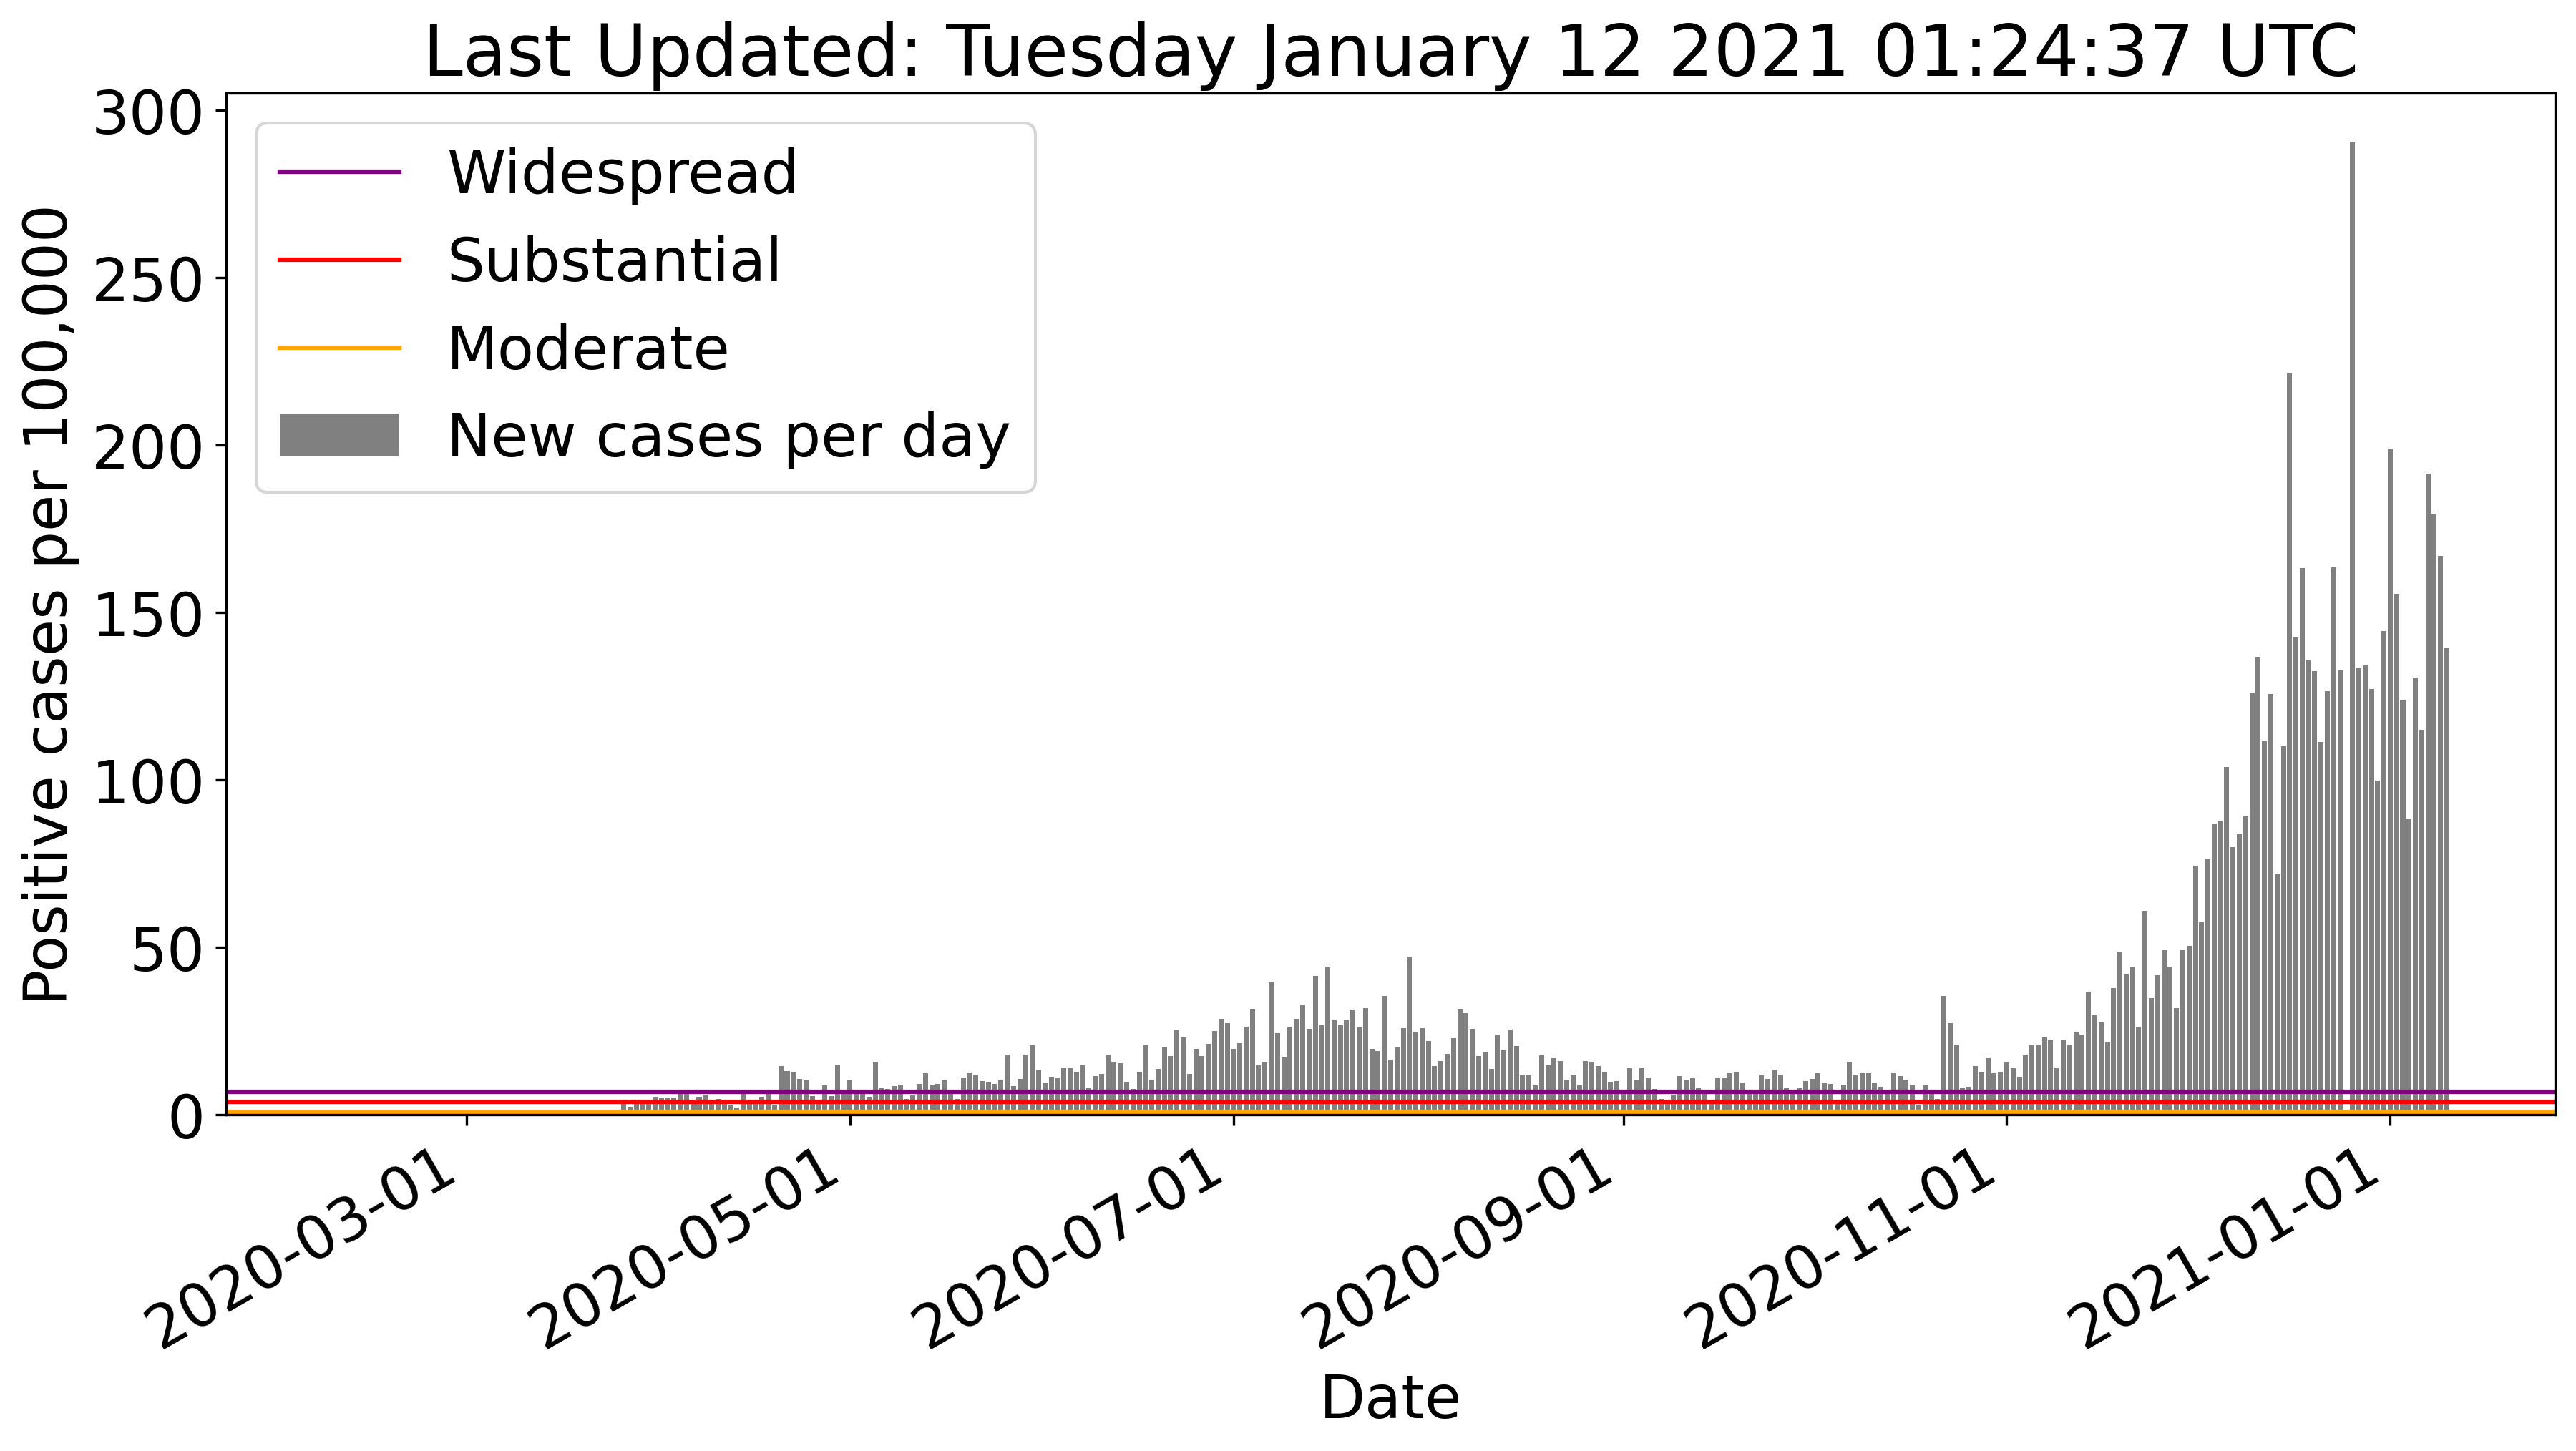 Last Updated: Tuesday January 12 2021 01:24:37 UTC
Positive cases per 100,000
300
250
200
150
100
50
0
Widespread
Substantial
Moderate
New cases per day
2020-03-01
2020-05-01
2020-07-01
2020-09-01
2020-11-01
2021-01-01
Date